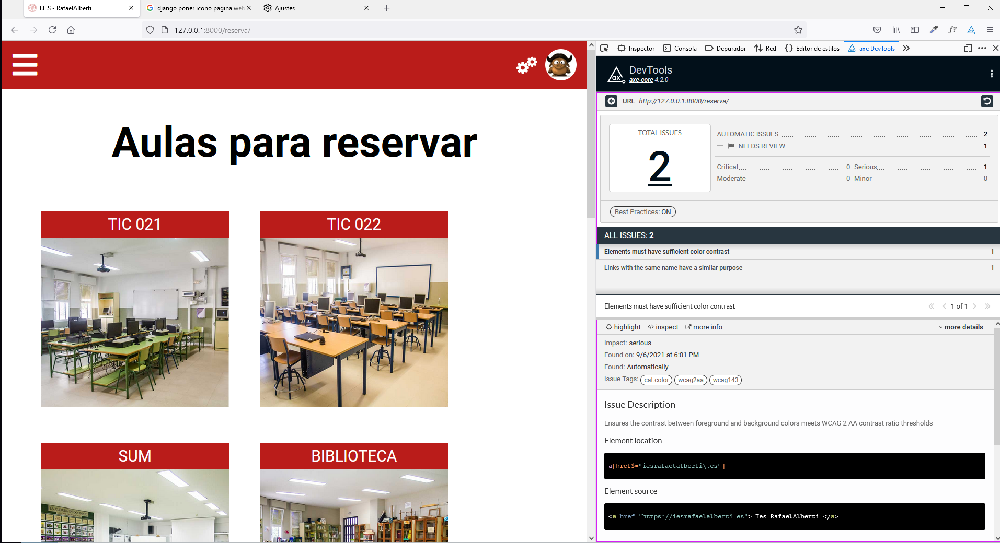 I.E.S - RafaelAlberti
django poner icono pagina web
Ajustes
127.0.0.1:8000/reserva/
Inspector
Consola
Depurador
Red
Editor de estilos
axe DevTools
Aulas para reservar
TIC 021
TIC 022
SUM
BIBLIOTECA
LA CULTURA EN OCCIDENTE
ax
DevTools
axe-core 4.2.0
URL http://127.0.0.1:8000/reserva/
TOTAL ISSUES
2
AUTOMATIC ISSUES 2
NEEDS REVIEW 1
Critical 0 Serious 1
Moderate 0 Minor 0
Best Practices: ON
ALL ISSUES: 2
Elements must have sufficient color contrast 1
Links with the same name have a similar purpose 1
Elements must have sufficient color contrast
1 of 1
highlight inspect more info more details
Impact: serious
Found on: 9/6/2021 at 6:01 PM
Found: Automatically
Issue Tags: cat.color wcag2aa wcag143
Issue Description
Ensures the contrast between foreground and background colors meets WCAG 2 AA contrast ratio thresholds
Element location
a[href$="iesrafaelalberti\.es"]
Element source
<a href="https://iesrafaelalberti.es"> Ies RafaelAlberti </a>